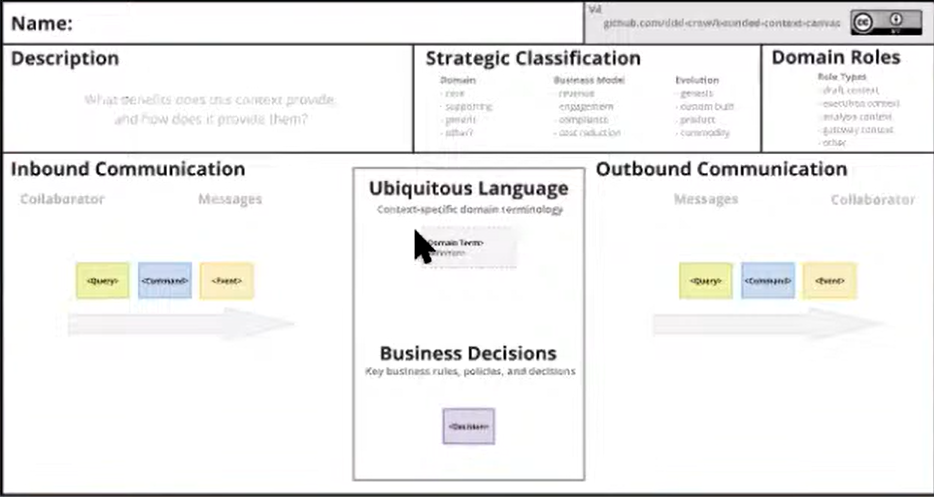 Name:
V4
github.com/ddd-crew/bounded-context-canvas
cc
BY
Description
What benefits does this context provide,
and how does it provide them?
Strategic Classification
Domain
- core
- supporting
- generic
- other?
Business Model
- revenue
- engagement
- compliance
- cost reduction
Evolution
- genesis
- custom built
- product
- commodity
Domain Roles
Role Types
- draft context
- execution context
- analysis context
- gateway context
- other
Inbound Communication
Collaborator
Messages
<Query>
<Command>
<Event>
Ubiquitous Language
Context-specific domain terminology
Domain Term>
Business Decisions
Key business rules, policies, and decisions
<Decision>
Outbound Communication
Messages
Collaborator
<Query>
<Command>
<Event>